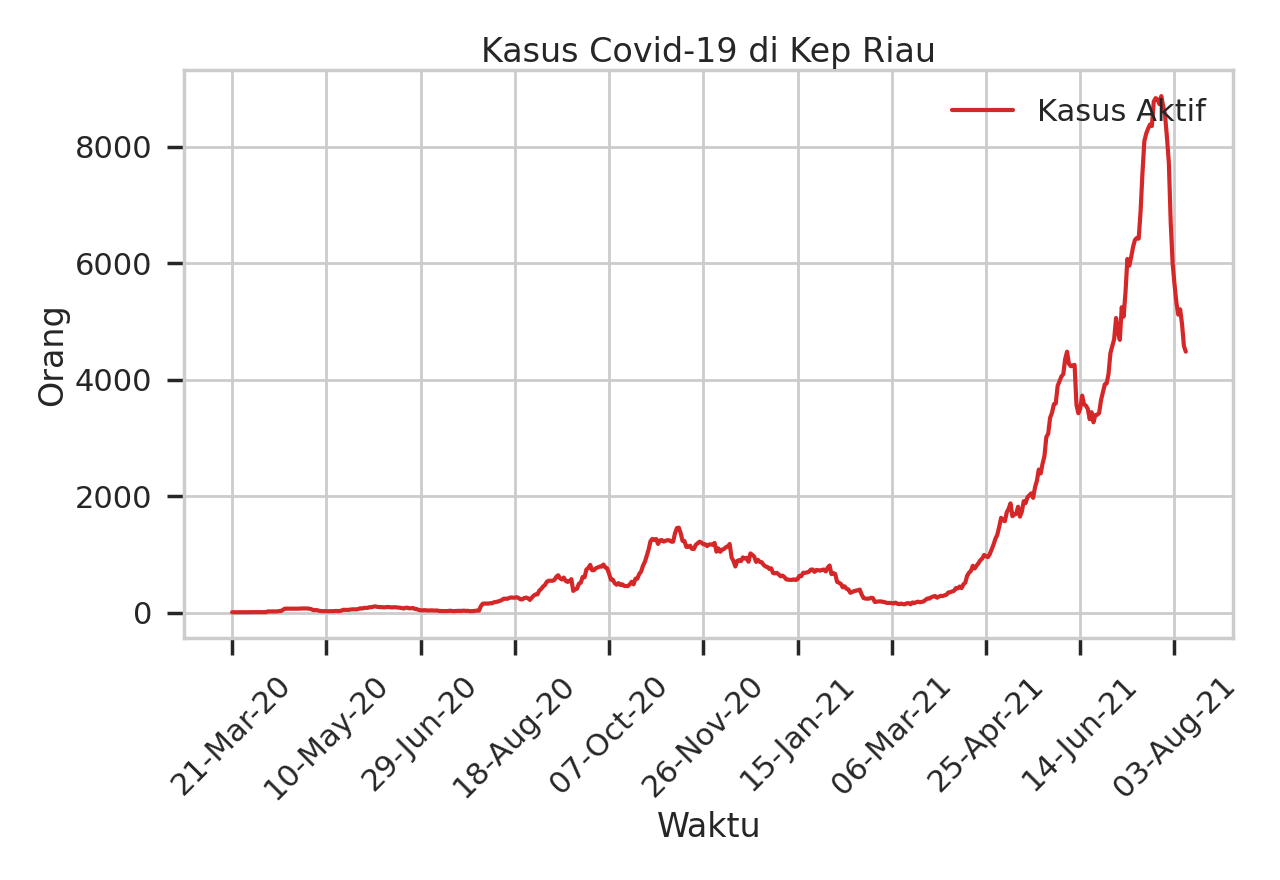 Kasus Covid-19 di Kep Riau
Kasus Aktif
Orang
8000
6000
4000
2000
0
21-Mar-20
10-May-20
29-Jun-20
18-Aug-20
07-Oct-20
26-Nov-20
15-Jan-21
06-Mar-21
25-Apr-21
14-Jun-21
03-Aug-21
Waktu